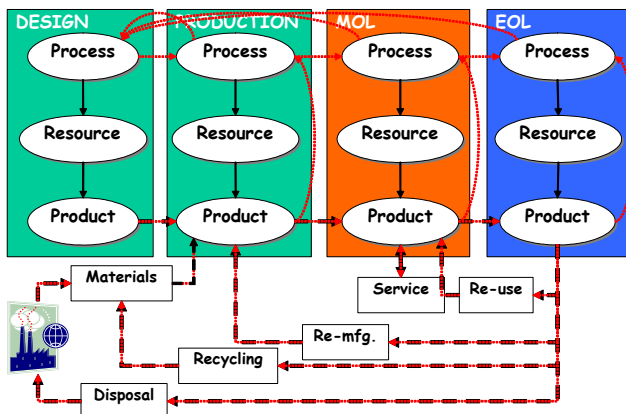 DESIGN
PRODUCTION
MOL
EOL
Process
Process
Process
Process
Resource
Resource
Resource
Resource
Product
Product
Product
Product
Materials
Service
Re-use
Re-mfg.
Recycling
Disposal